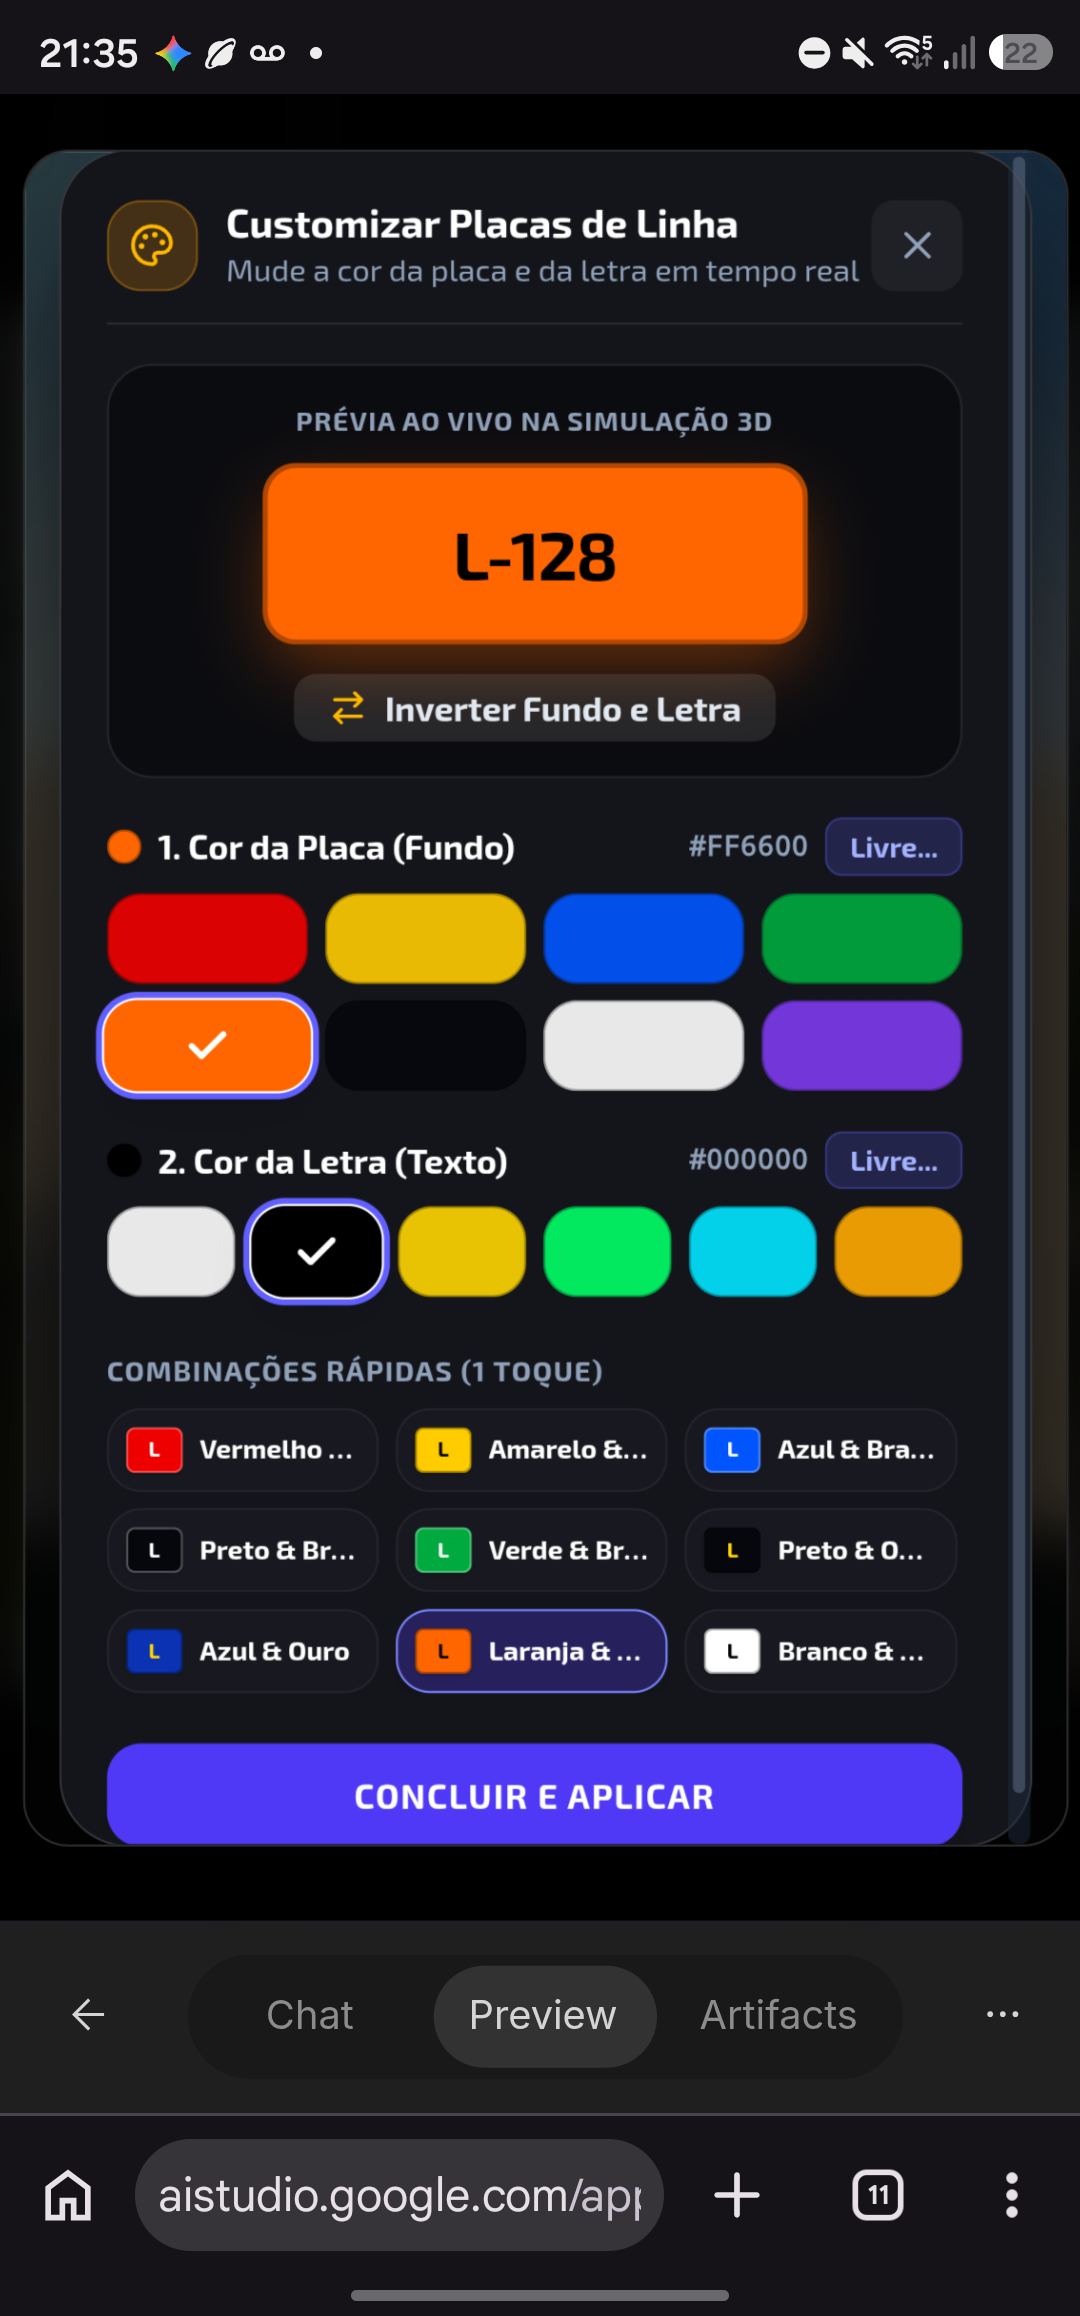 21:35
5
22
Customizar Placas de Linha
Mude a cor da placa e da letra em tempo real
PRÉVIA AO VIVO NA SIMULAÇÃO 3D
L-128
Inverter Fundo e Letra
1. Cor da Placa (Fundo)
#FF6600
Livre...
2. Cor da Letra (Texto)
#000000
Livre...
COMBINAÇÕES RÁPIDAS (1 TOQUE)
L Vermelho ...
L Amarelo &...
L Azul & Bra...
L Preto & Br...
L Verde & Br...
L Preto & O...
L Azul & Ouro
L Laranja & ...
L Branco & ...
CONCLUIR E APLICAR
Chat
Preview
Artifacts
aistudio.google.com/app
11